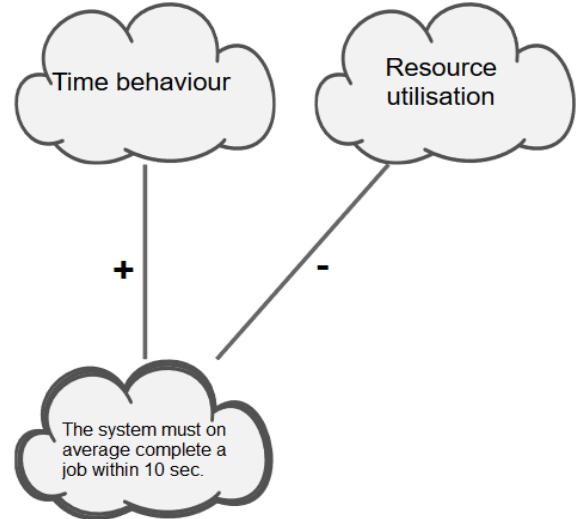 Time behaviour
Resource
utilisation
+
-
The system must on
average complete a
job within 10 sec.